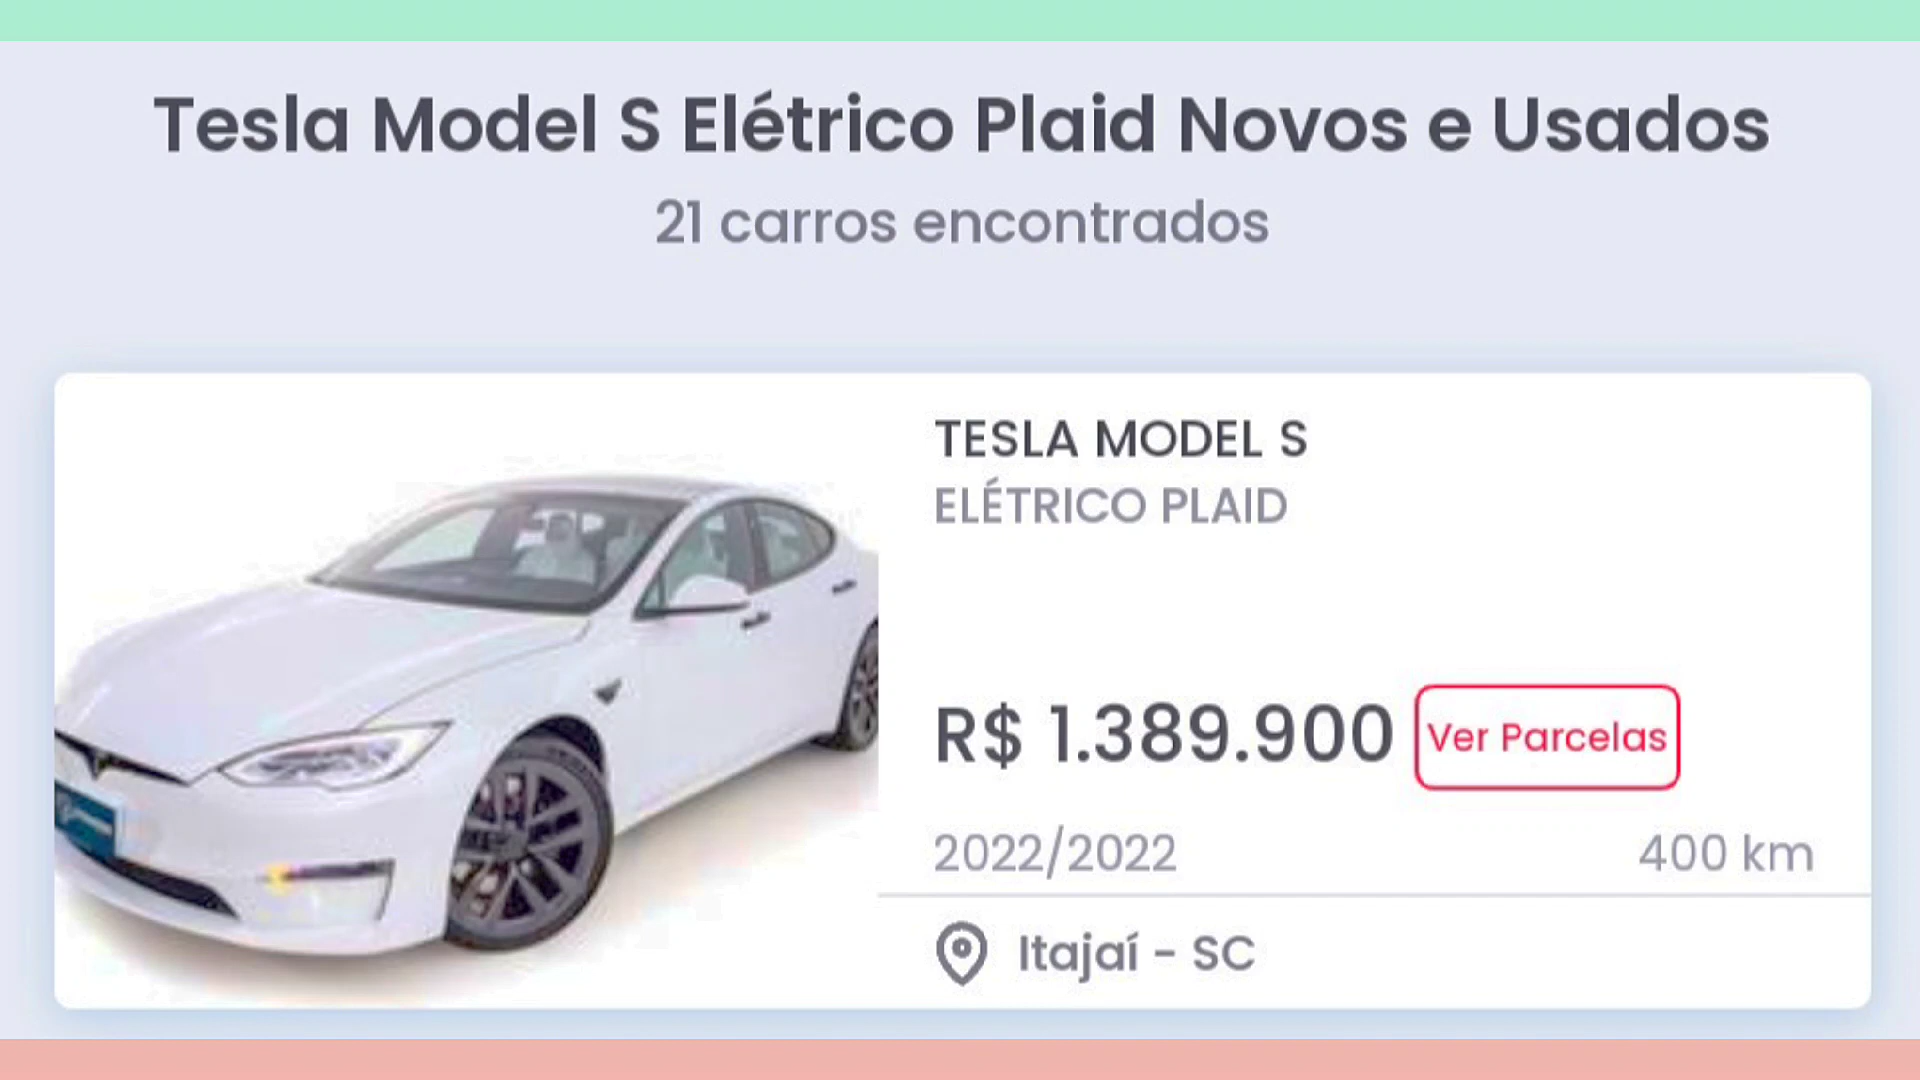 Tesla Model S Elétrico Plaid Novos e Usados
21 carros encontrados
TESLA MODEL S
ELÉTRICO PLAID
R$ 1.389.900
Ver Parcelas
2022/2022
400 km
Itajaí - SC